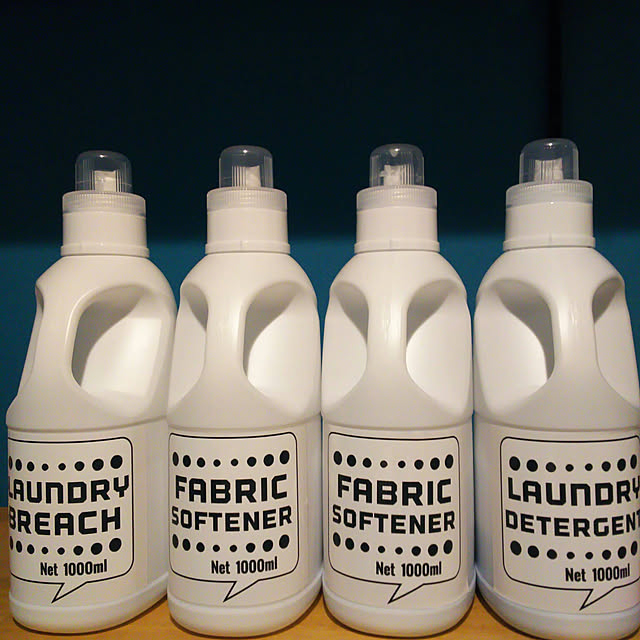 LAUNDRY
BREACH
Net 1000ml
FABRIC
SOFTENER
Net 1000ml
FABRIC
SOFTENER
Net 1000ml
LAUNDRY
DETERGENT
Net 1000ml